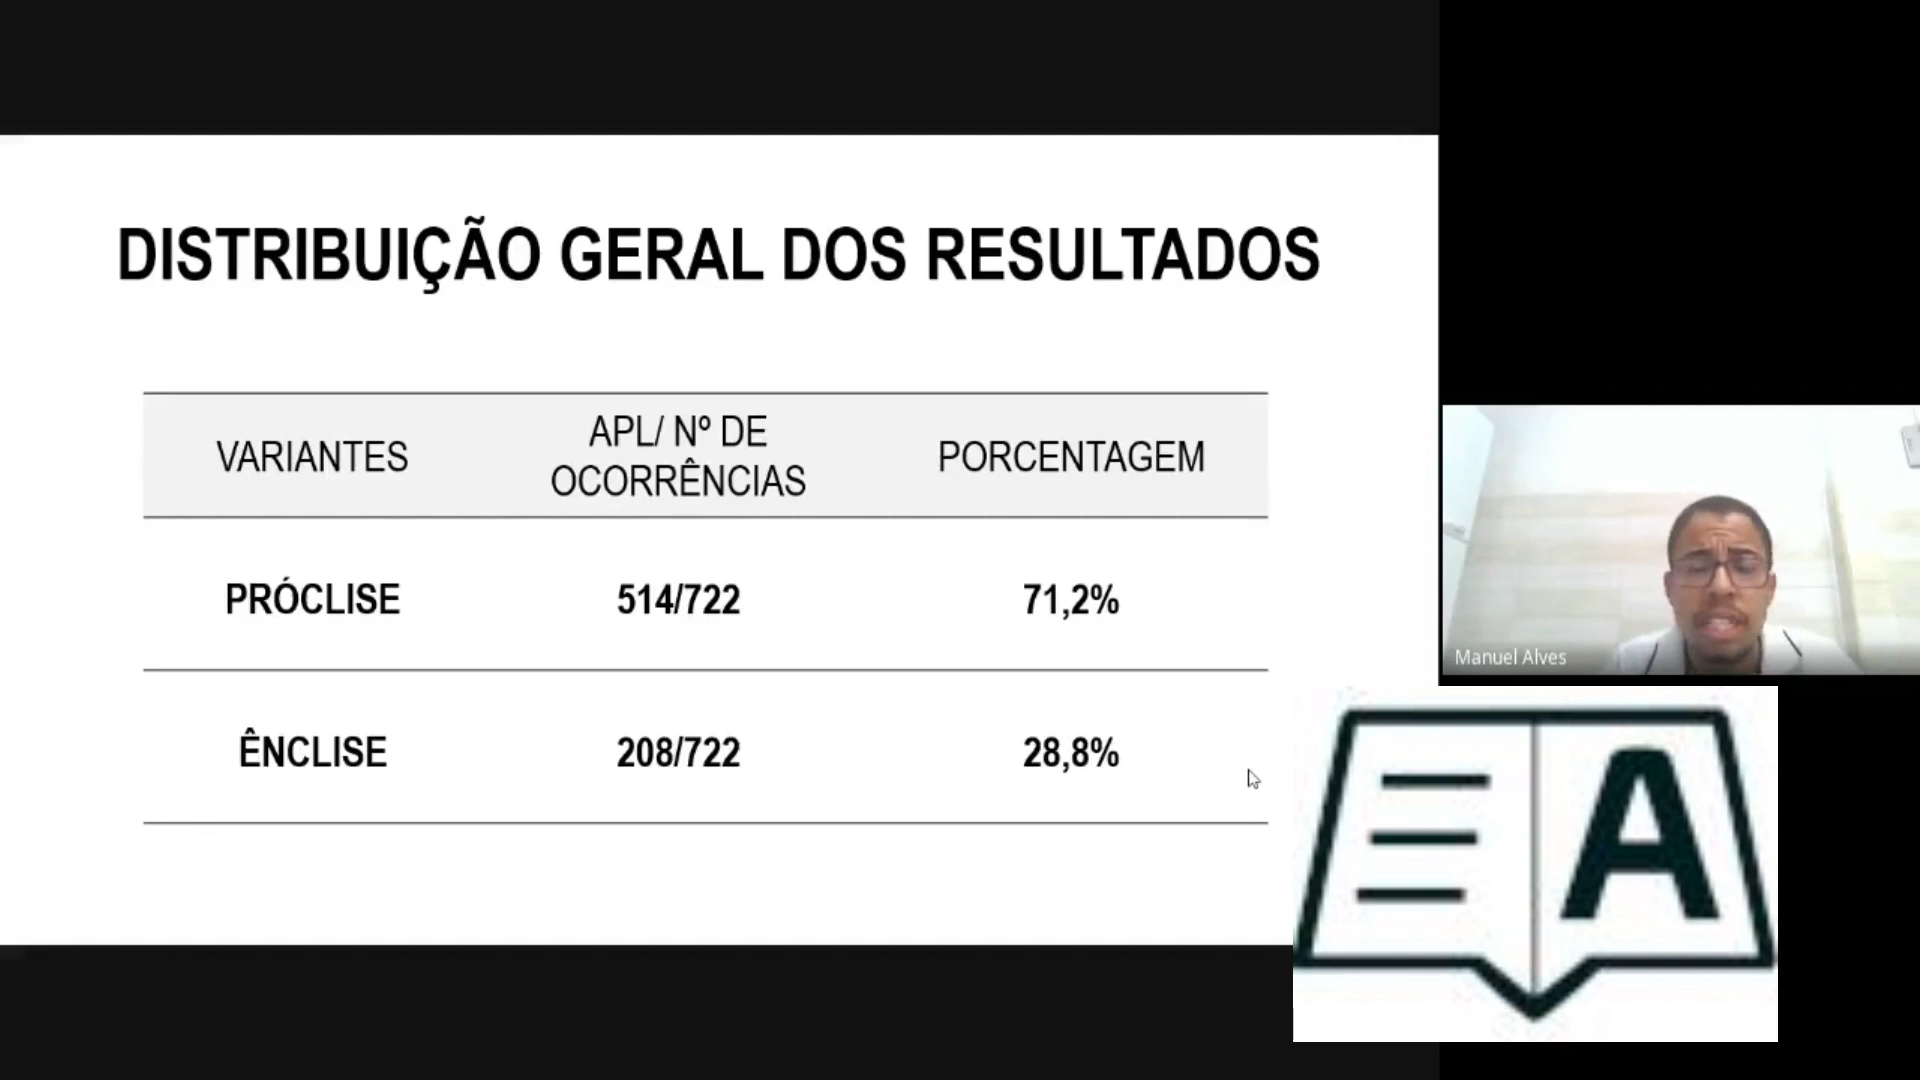 DISTRIBUIÇÃO GERAL DOS RESULTADOS
VARIANTES
APL/ Nº DE
OCORRÊNCIAS
PORCENTAGEM
PRÓCLISE
514/722
71,2%
ÊNCLISE
208/722
28,8%
Manuel Alves
A